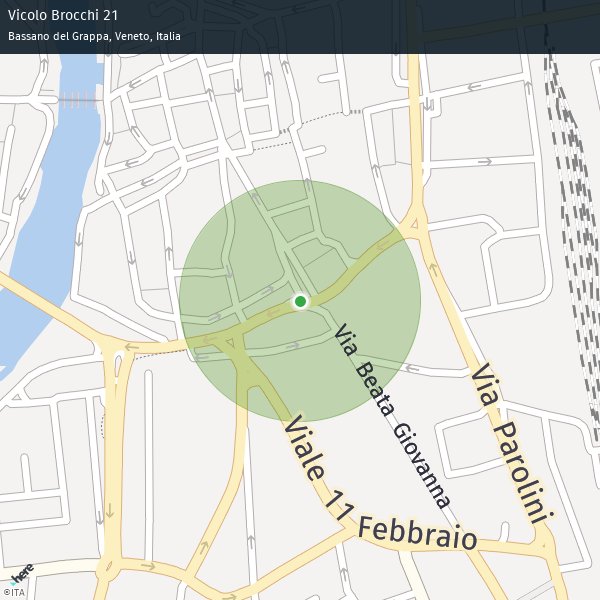 Vicolo Brocchi 21
Bassano del Grappa, Veneto, Italia
Via Beata Giovanna
Via Parolini
Viale 11 Febbraio
here
©ITA